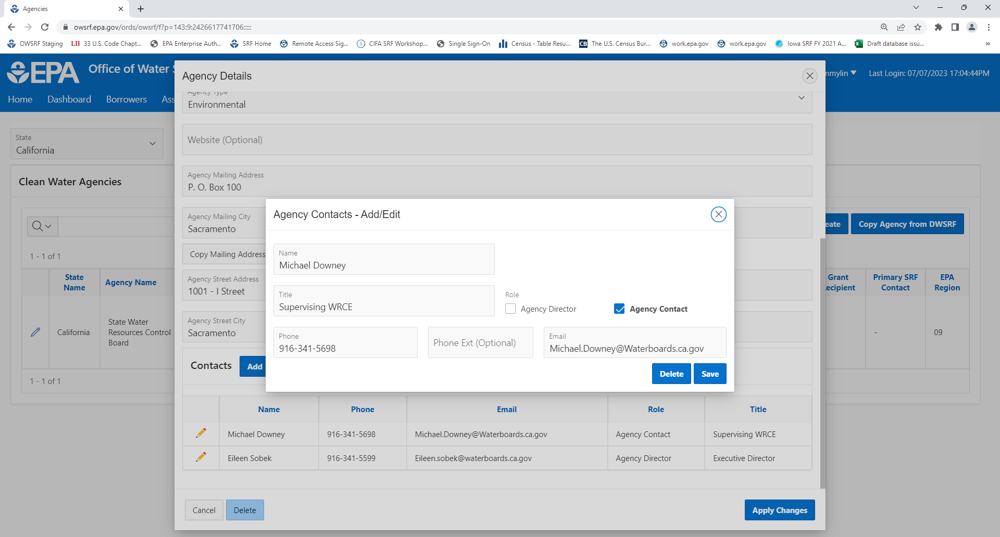 Agencies
owsrf.epa.gov/ords/owsrf/f?p=143:9:2426617741706:::::
OWSRF Staging
LII 33 U.S. Code Chapt...
EPA Enterprise Auth...
SRF Home
Remote Access Sig...
CIFA SRF Workshop...
Single Sign-On
Census - Table Resu...
CB The U.S. Census Bur...
work.epa.gov
work.epa.gov
Iowa SRF FY 2021 A...
Draft database issu...
»
EPA
Office of Water
mmylin
Last Login: 07/07/2023 17:04:44PM
Home
Dashboard
Borrowers
Ass
State
California
Clean Water Agencies
1 - 1 of 1
State Name
Agency Name
California
State Water
Resources Control
Board
1 - 1 of 1
eate
Copy Agency from DWSRF
Grant
ecipient
Primary SRF
Contact
EPA
Region
-
09
Agency Details
Agency Type
Environmental
Website (Optional)
Agency Mailing Address
P. O. Box 100
Agency Mailing City
Sacramento
Copy Mailing Address
Agency Street Address
1001 - I Street
Agency Street City
Sacramento
Contacts
Add
Agency Contacts - Add/Edit
Name
Michael Downey
Title
Supervising WRCE
Role
Agency Director
Agency Contact
Phone
916-341-5698
Phone Ext (Optional)
Email
Michael.Downey@Waterboards.ca.gov
Delete
Save
Name Phone Email Role Title
Michael Downey 916-341-5698 Michael.Downey@Waterboards.ca.gov Agency Contact Supervising WRCE
Eileen Sobek 916-341-5599 Eileen.sobek@waterboards.ca.gov Agency Director Executive Director
Cancel
Delete
Apply Changes